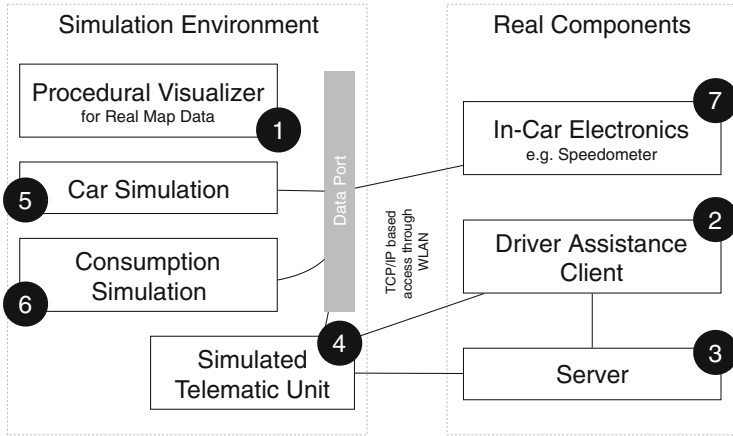 Simulation Environment
Procedural Visualizer
for Real Map Data
1
5
Car Simulation
Consumption
Simulation
6
Data Port
4
Simulated
Telematic Unit
TCP/IP based
access through
WLAN
Real Components
7
In-Car Electronics
e.g. Speedometer
2
Driver Assistance
Client
3
Server